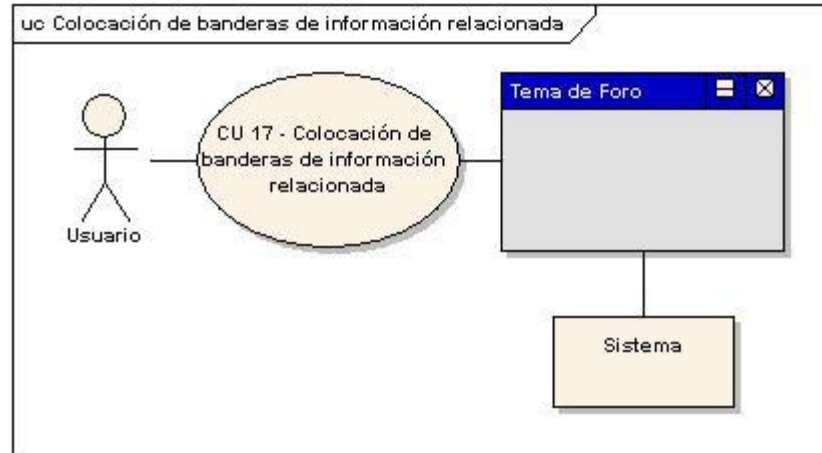 uc Colocación de banderas de información relacionada
Usuario
CU 17 - Colocación de
banderas de información
relacionada
Tema de Foro
Sistema